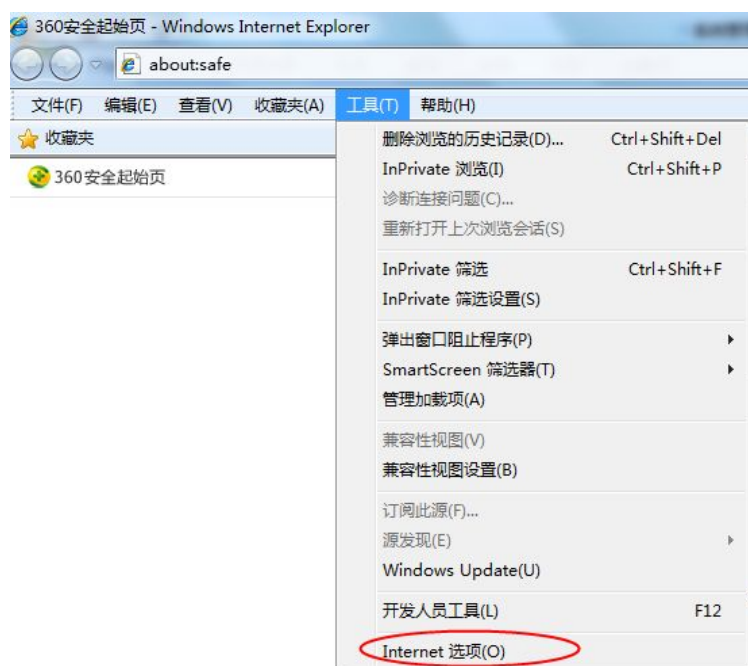 360安全起始页 - Windows Internet Explorer
about:safe
文件(F) 编辑(E) 查看(V) 收藏夹(A) 工具(T) 帮助(H)
收藏夹
360安全起始页
删除浏览的历史记录(D)... Ctrl+Shift+Del
InPrivate 浏览(I) Ctrl+Shift+P
诊断连接问题(C)...
重新打开上次浏览会话(S)
InPrivate 筛选 Ctrl+Shift+F
InPrivate 筛选设置(S)
弹出窗口阻止程序(P)
SmartScreen 筛选器(T)
管理加载项(A)
兼容性视图(V)
兼容性视图设置(B)
订阅此源(F)...
源发现(E)
Windows Update(U)
开发人员工具(L) F12
Internet 选项(O)